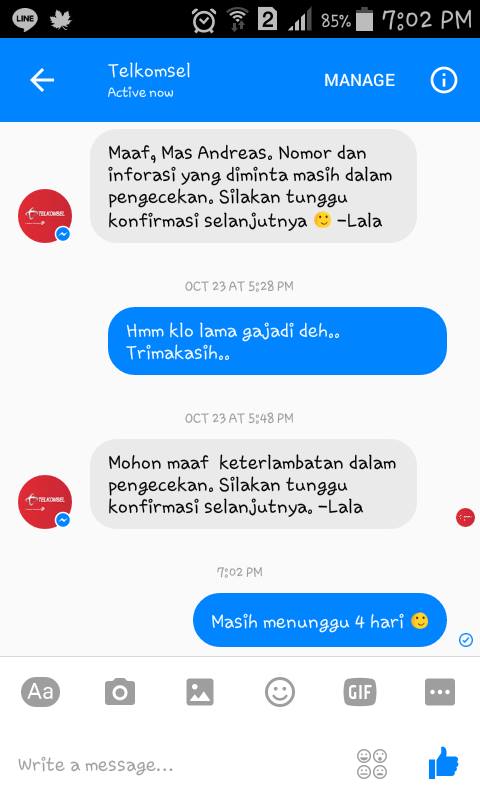 LINE
2
85%
7:02 PM
Telkomsel
Active now
MANAGE
Maaf, Mas Andreas. Nomor dan
inforasi yang diminta masih dalam
pengecekan. Silakan tunggu
konfirmasi selanjutnya 🙂 -Lala
TELKOMSEL
OCT 23 AT 5:28 PM
Hmm klo lama gajadi deh..
Trimakasih..
OCT 23 AT 5:48 PM
Mohon maaf  keterlambatan dalam
pengecekan. Silakan tunggu
konfirmasi selanjutnya. -Lala
TELKOMSEL
7:02 PM
Masih menunggu 4 hari 🙂
Aa
GIF
Write a message...